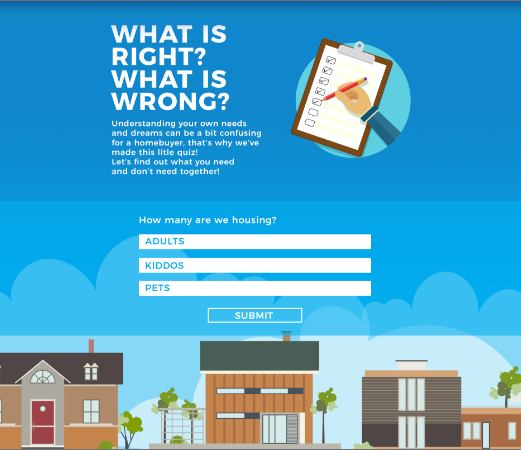 WHAT IS
RIGHT?
WHAT IS
WRONG?
Understanding your own needs
and dreams can be a bit confusing
for a homebuyer, that's why we've
made this litle quiz!
Let's find out what you need
and don't need together!
How many are we housing?
ADULTS
KIDDOS
PETS
SUBMIT